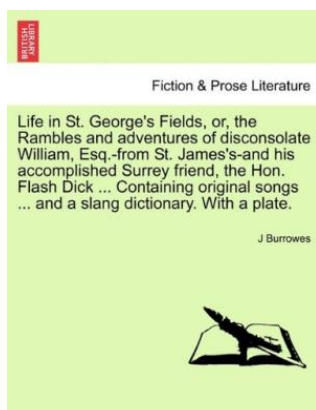 BRITISH
LIBRARY
Fiction & Prose Literature
Life in St. George's Fields, or, the
Rambles and adventures of disconsolate
William, Esq.-from St. James's-and his
accomplished Surrey friend, the Hon.
Flash Dick ... Containing original songs
... and a slang dictionary. With a plate.
J Burrowes